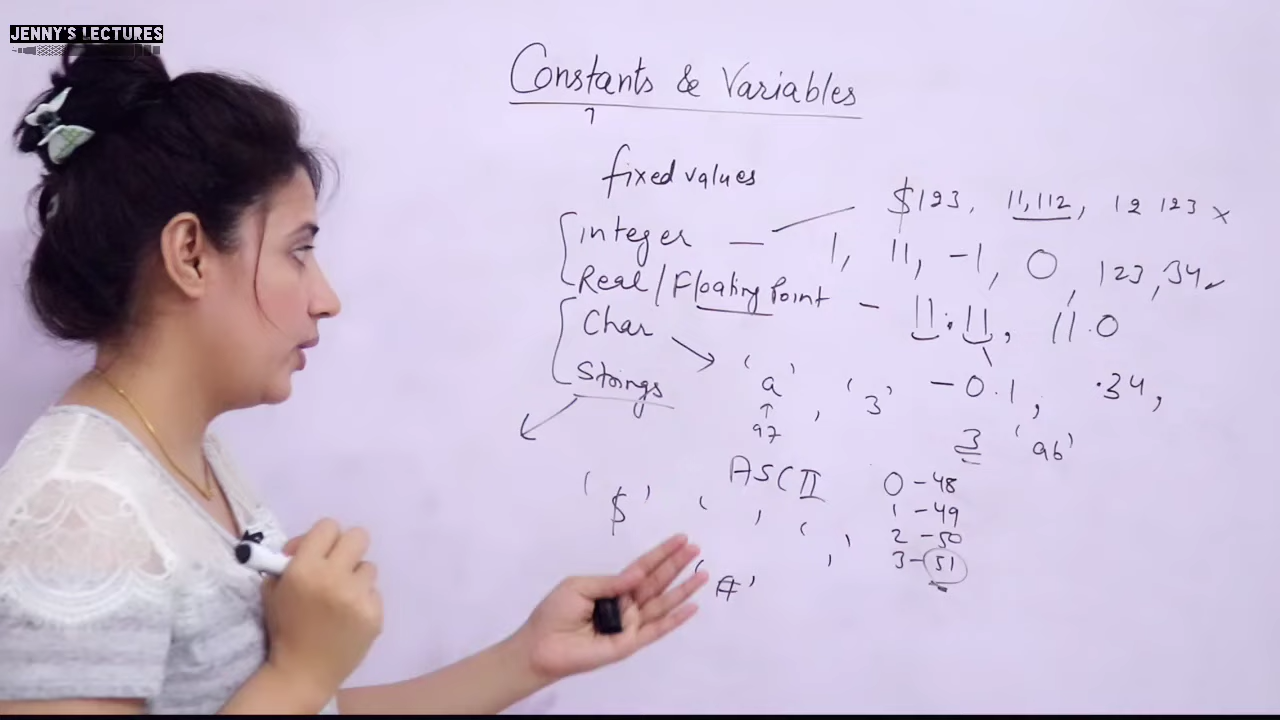 JENNY'S LECTURES
Constants & Variables
fixed values
$123, 11,112, 12 123 ×
integer — 1, 11, -1, 0, 123, 34
Real/Floating Point - 11.11, 11.0
Char
'a', '3' -0.1, .34,
Strings
97
3 'ab'
ASCII
0-48
'$' ' ' ' '
1-49
2-50
3-51
'#'